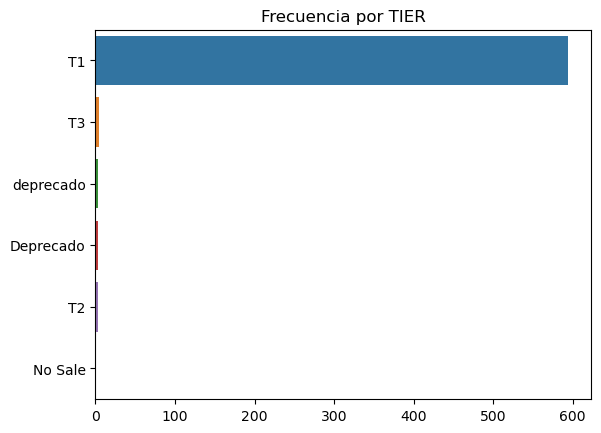 Frecuencia por TIER
T1
T3
deprecado
Deprecado
T2
No Sale
0 100 200 300 400 500 600